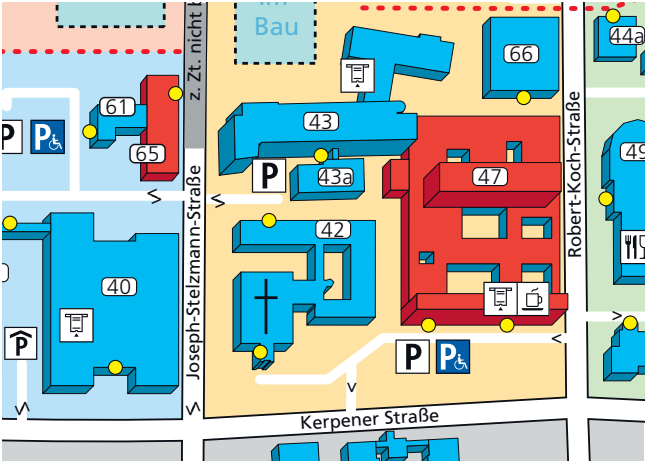 Im
Bau
z. Zt. nicht b
44a
66
61
43
65
P
P
P
43a
47
49
Robert-Koch-Straße
42
Joseph-Stelzmann-Straße
40
P
P
P
Kerpener Straße